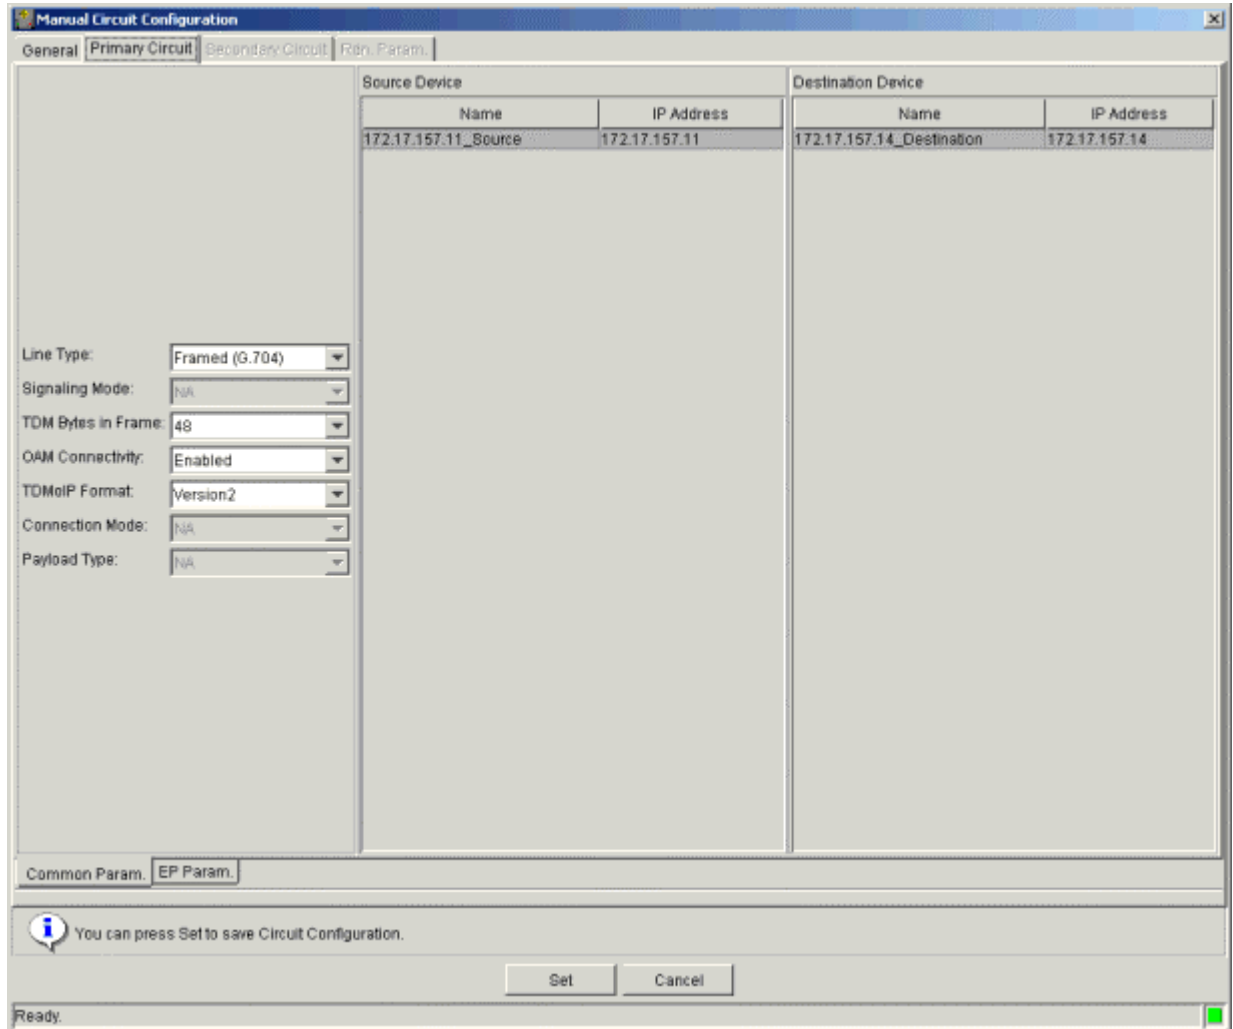 Manual Circuit Configuration
General Primary Circuit Secondary Circuit Rdn. Param.
Source Device Destination Device
Name IP Address Name IP Address
172.17.157.11_Source 172.17.157.11 172.17.157.14_Destination 172.17.157.14
Line Type: Framed (G.704)
Signaling Mode: NA
TDM Bytes in Frame: 48
OAM Connectivity: Enabled
TDMoIP Format: Version2
Connection Mode: NA
Payload Type: NA
Common Param. EP Param.
You can press Set to save Circuit Configuration.
Set Cancel
Ready.